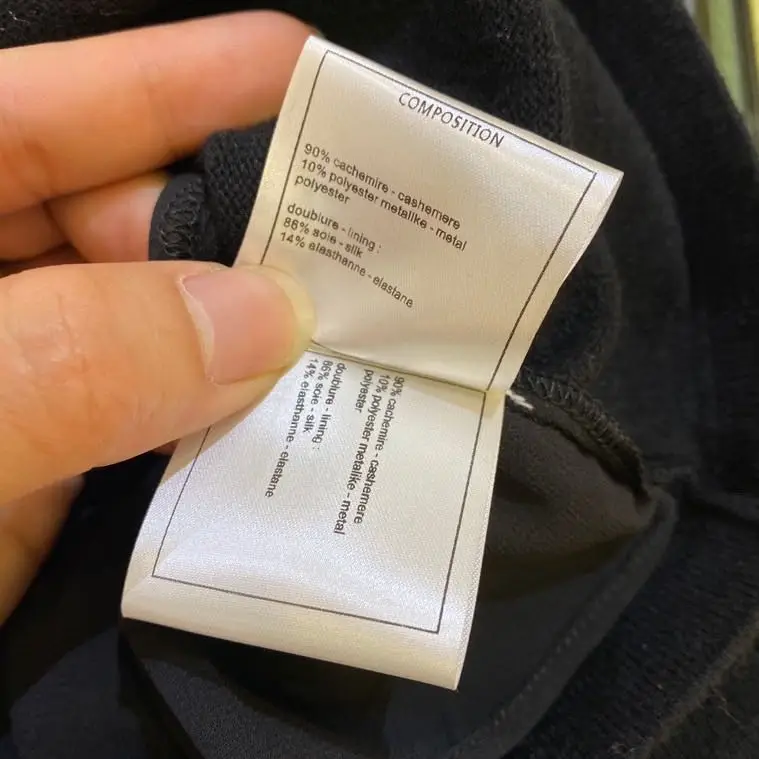 COMPOSITION
90% cachemire - cashemere
10% polyester metalike - metal
polyester
doublure - lining :
86% soie - silk
14% elasthanne - elastane
90% cachemire - cashemere
10% polyester metalike - metal
polyester
doublure - lining :
86% soie - silk
14% elasthanne - elastane